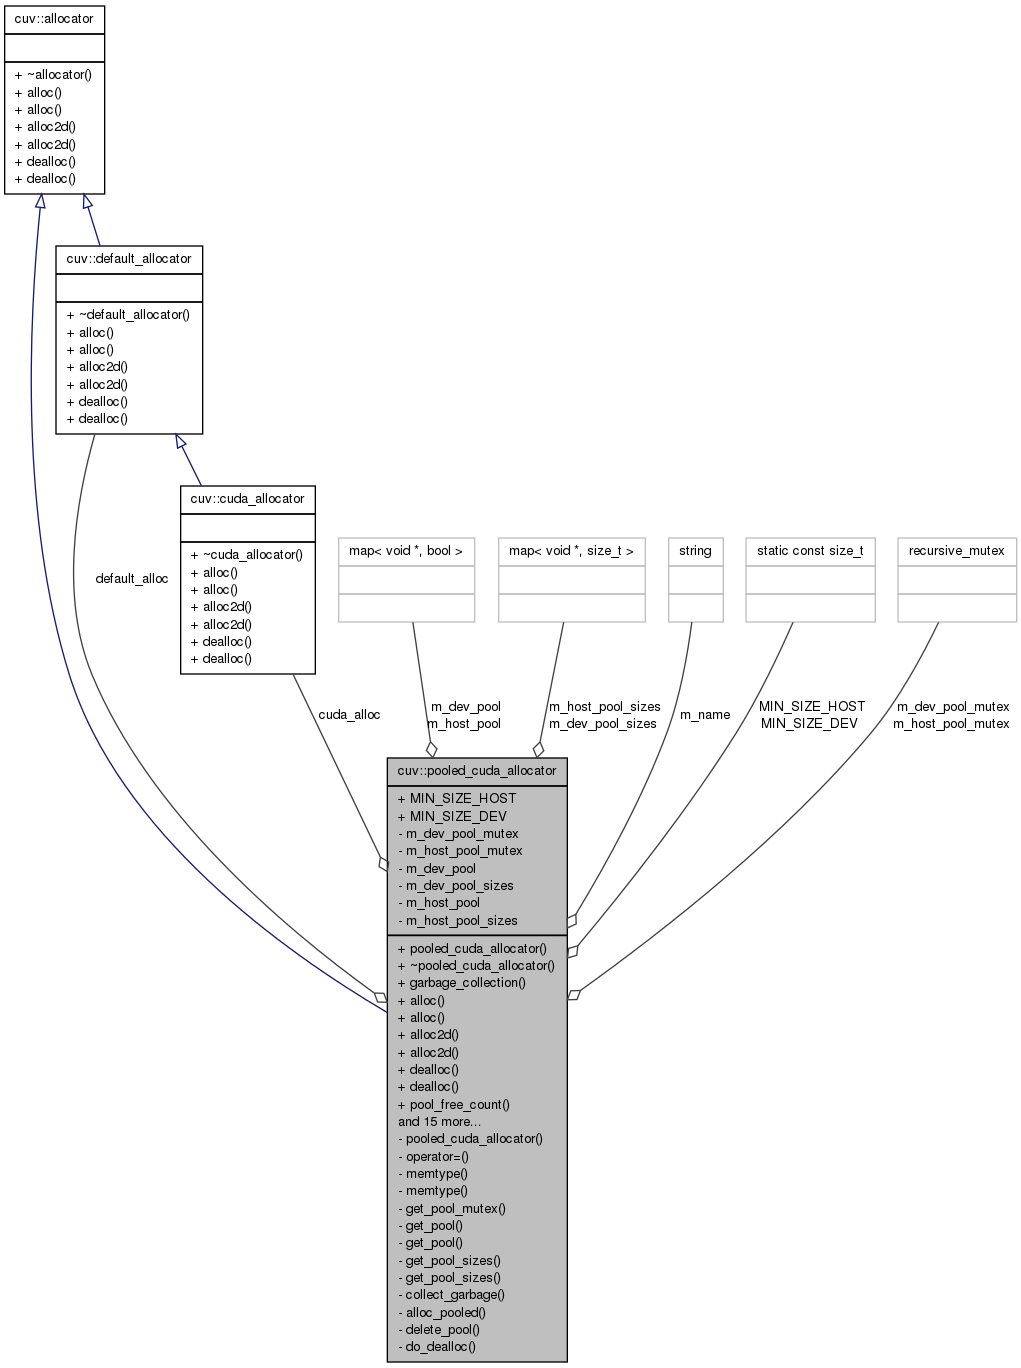 cuv::allocator
+ ~allocator()
+ alloc()
+ alloc()
+ alloc2d()
+ alloc2d()
+ dealloc()
+ dealloc()
cuv::default_allocator
+ ~default_allocator()
+ alloc()
+ alloc()
+ alloc2d()
+ alloc2d()
+ dealloc()
+ dealloc()
cuv::cuda_allocator
+ ~cuda_allocator()
+ alloc()
+ alloc()
+ alloc2d()
+ alloc2d()
+ dealloc()
+ dealloc()
map< void *, bool >
map< void *, size_t >
string
static const size_t
recursive_mutex
default_alloc
cuda_alloc
m_dev_pool
m_host_pool
m_host_pool_sizes
m_dev_pool_sizes
m_name
MIN_SIZE_HOST
MIN_SIZE_DEV
m_dev_pool_mutex
m_host_pool_mutex
cuv::pooled_cuda_allocator
+ MIN_SIZE_HOST
+ MIN_SIZE_DEV
- m_dev_pool_mutex
- m_host_pool_mutex
- m_dev_pool
- m_dev_pool_sizes
- m_host_pool
- m_host_pool_sizes
+ pooled_cuda_allocator()
+ ~pooled_cuda_allocator()
+ garbage_collection()
+ alloc()
+ alloc()
+ alloc2d()
+ alloc2d()
+ dealloc()
+ dealloc()
+ pool_free_count()
and 15 more...
- pooled_cuda_allocator()
- operator=()
- memtype()
- memtype()
- get_pool_mutex()
- get_pool()
- get_pool()
- get_pool_sizes()
- get_pool_sizes()
- collect_garbage()
- alloc_pooled()
- delete_pool()
- do_dealloc()